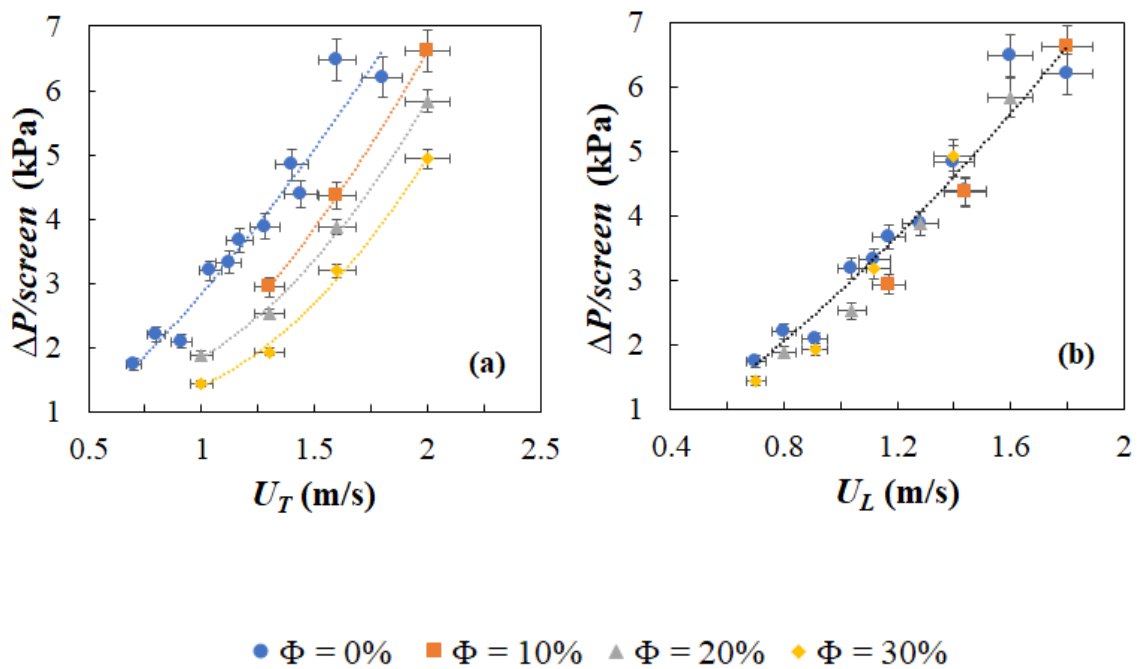 7
6
5
4
3
2
1
ΔP/screen (kPa)
(a)
0.5 1 1.5 2 2.5
U_T (m/s)
7
6
5
4
3
2
1
ΔP/screen (kPa)
(b)
0.4 0.8 1.2 1.6 2
U_L (m/s)
Φ = 0% Φ = 10% Φ = 20% Φ = 30%